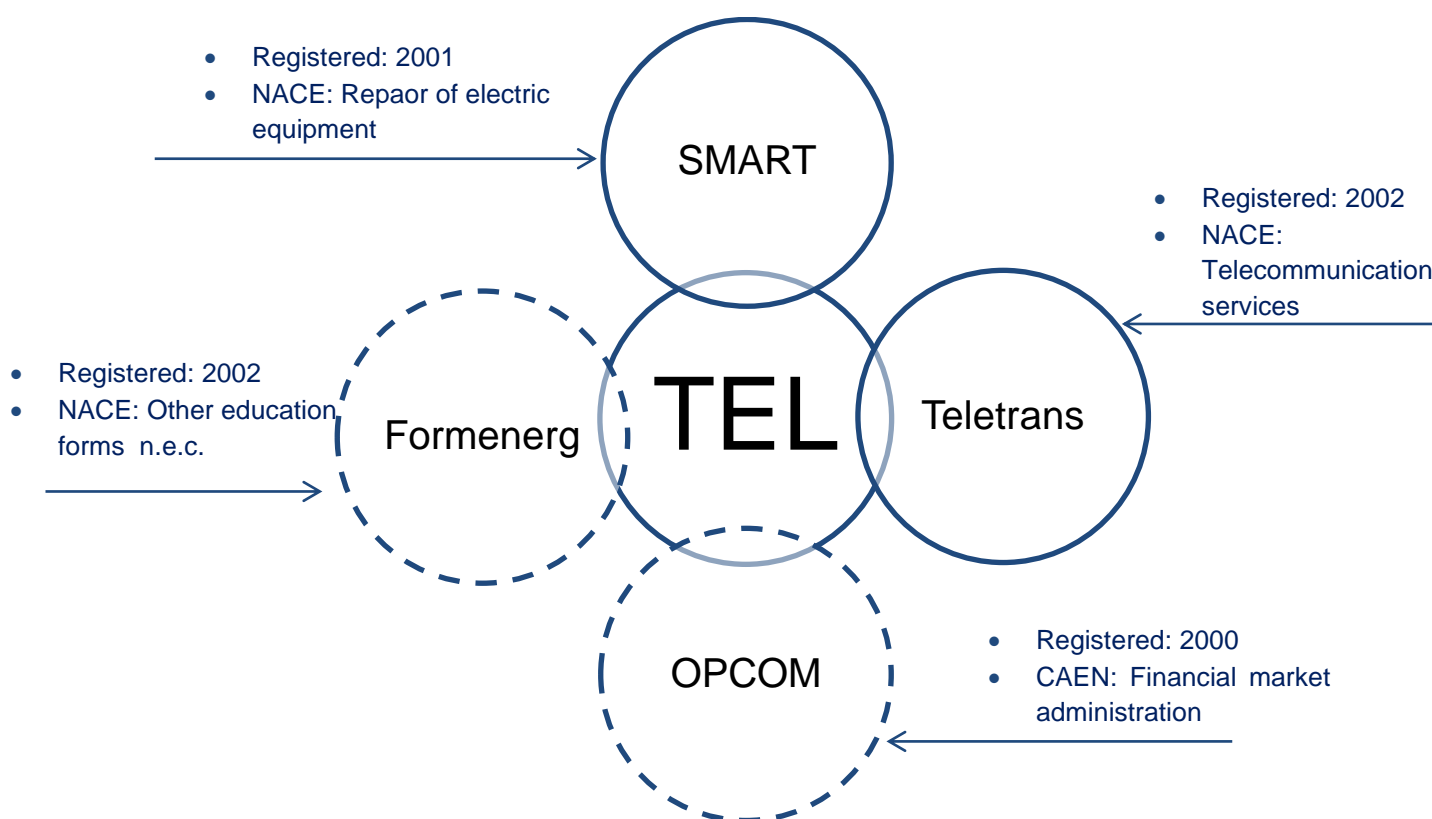 • Registered: 2001
• NACE: Repaor of electric
equipment
SMART
• Registered: 2002
• NACE:
Telecommunication
services
• Registered: 2002
• NACE: Other education
forms n.e.c.
Formenerg
TEL
Teletrans
OPCOM
• Registered: 2000
• CAEN: Financial market
administration